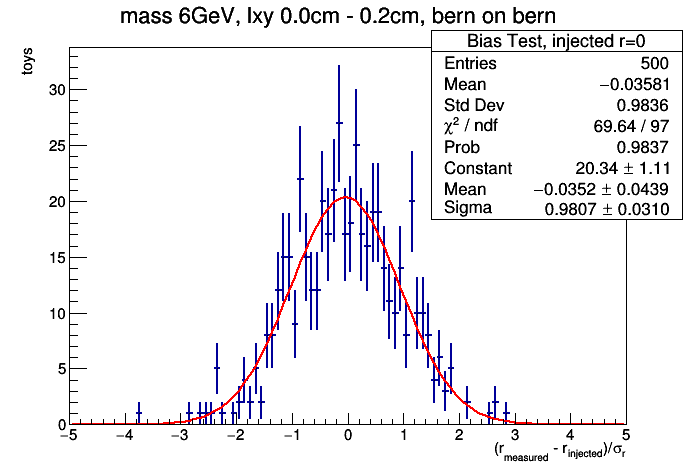 mass 6GeV, lxy 0.0cm - 0.2cm, bern on bern
toys
Bias Test, injected r=0
Entries 500
Mean −0.03581
Std Dev 0.9836
χ² / ndf 69.64 / 97
Prob 0.9837
Constant 20.34 ± 1.11
Mean −0.0352 ± 0.0439
Sigma 0.9807 ± 0.0310
30
25
20
15
10
5
0
−5 −4 −3 −2 −1 0 1 2 3 4 5
(r_measured - r_injected)/σ_r